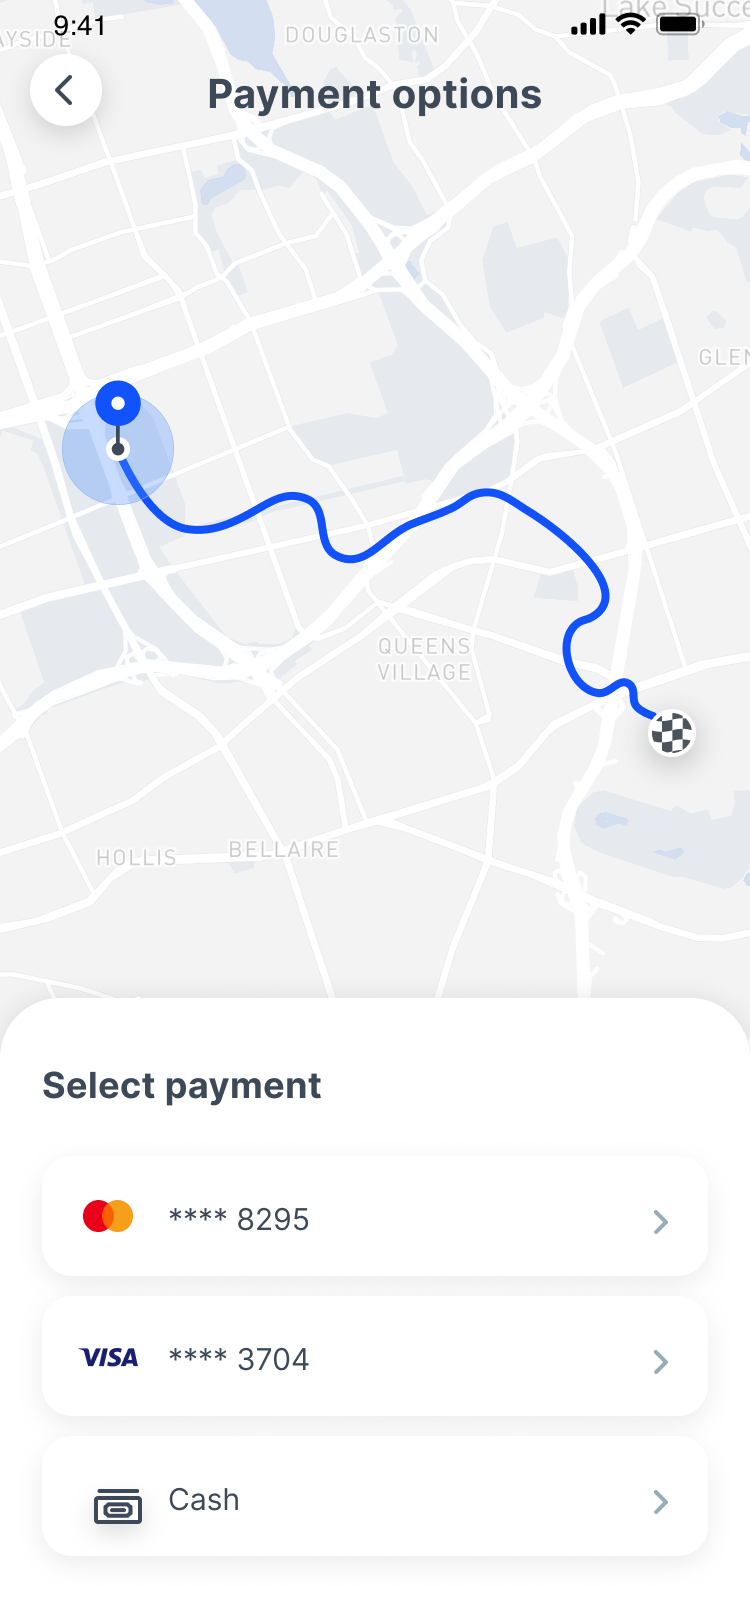 9:41
Lake Succe
AYSIDE
DOUGLASTON
Payment options
GLEN
QUEENS
VILLAGE
HOLLIS
BELLAIRE
Select payment
**** 8295
VISA **** 3704
Cash